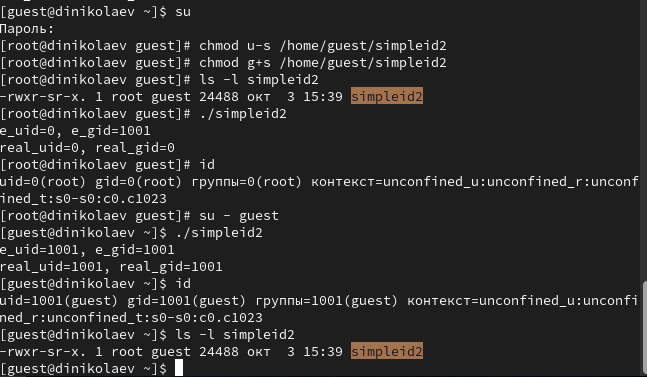 [guest@dinikolaev ~]$ su
Пароль:
[root@dinikolaev guest]# chmod u-s /home/guest/simpleid2
[root@dinikolaev guest]# chmod g+s /home/guest/simpleid2
[root@dinikolaev guest]# ls -l simpleid2
-rwxr-sr-x. 1 root guest 24488 окт  3 15:39 simpleid2
[root@dinikolaev guest]# ./simpleid2
e_uid=0, e_gid=1001
real_uid=0, real_gid=0
[root@dinikolaev guest]# id
uid=0(root) gid=0(root) группы=0(root) контекст=unconfined_u:unconfined_r:unconf
ined_t:s0-s0:c0.c1023
[root@dinikolaev guest]# su - guest
[guest@dinikolaev ~]$ ./simpleid2
e_uid=1001, e_gid=1001
real_uid=1001, real_gid=1001
[guest@dinikolaev ~]$ id
uid=1001(guest) gid=1001(guest) группы=1001(guest) контекст=unconfined_u:unconfi
ned_r:unconfined_t:s0-s0:c0.c1023
[guest@dinikolaev ~]$ ls -l simpleid2
-rwxr-sr-x. 1 root guest 24488 окт  3 15:39 simpleid2
[guest@dinikolaev ~]$